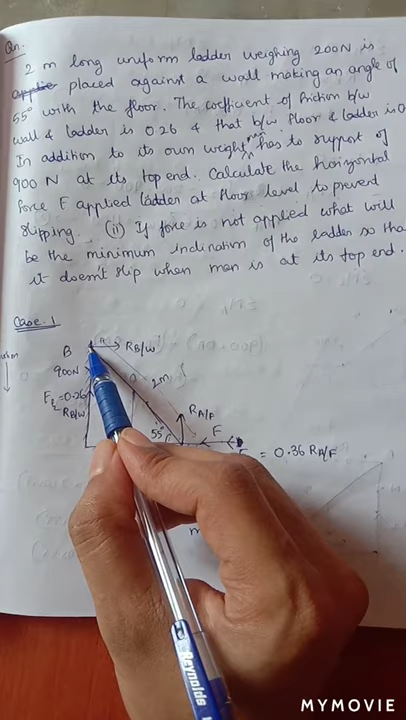 Qn.
2 m long uniform ladder weighing 200N is
placed against a wall making an angle of
55° with the floor. The coefficient of friction b/w
wall & ladder is 0.26 & that b/w floor & ladder is 0
In addition to its own weight has to support of
900 N at its top end. Calculate the horizontal
force F applied ladder at floor level to prevent
slipping. (ii) If force is not applied what will
be the minimum inclination of the ladder so tha
it doesn't slip when man is at its top end.
Case.1
B RB/W
900N
2m
F = 0.26
RB/W
RA/F
55° F
= 0.36 RA/F
Reynolds
MYMOVIE